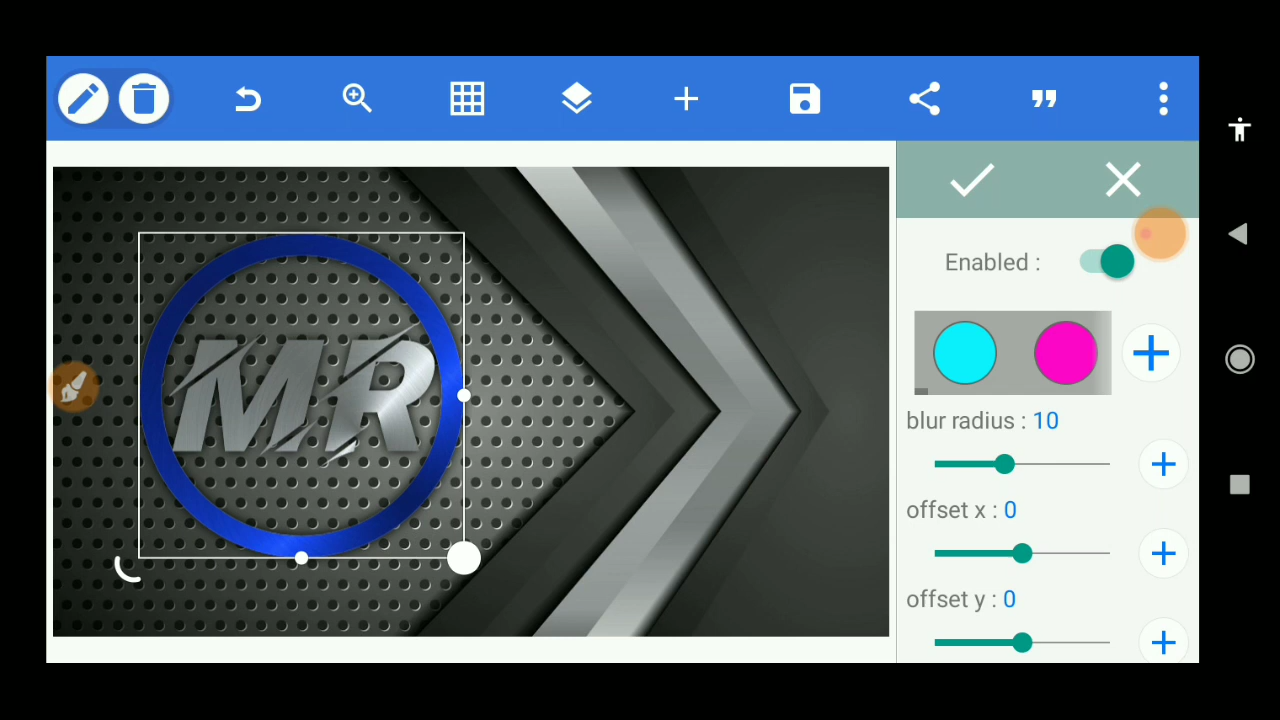 MR
Enabled :
blur radius : 10
offset x : 0
offset y : 0